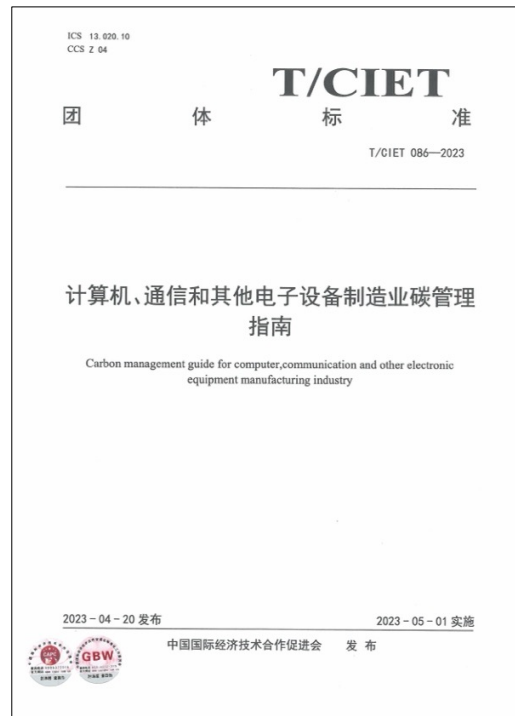 ICS 13.020.10
CCS Z 04
T/CIET
团体标准
T/CIET 086—2023
计算机、通信和其他电子设备制造业碳管理
指南
Carbon management guide for computer,communication and other electronic
equipment manufacturing industry
2023-04-20 发布
2023-05-01 实施
中国国际经济技术合作促进会 发布
GBW